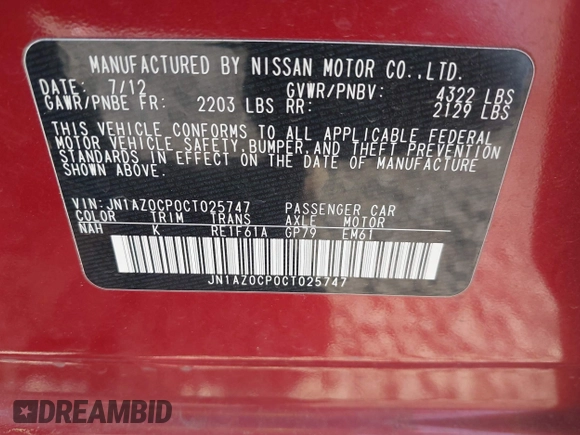 MANUFACTURED BY NISSAN MOTOR CO.,LTD.
DATE: 7/12 GVWR/PNBV: 4322 LBS
GAWR/PNBE FR: 2203 LBS RR: 2129 LBS
THIS VEHICLE CONFORMS TO ALL APPLICABLE FEDERAL
MOTOR VEHICLE SAFETY,BUMPER,AND THEFT PREVENTION
STANDARDS IN EFFECT ON THE DATE OF MANUFACTURE
SHOWN ABOVE.
VIN: JN1AZ0CP0CT025747 PASSENGER CAR
COLOR TRIM TRANS AXLE MOTOR
NAH K RE1F61A GP79 EM61
JN1AZ0CP0CT025747
DREAMBID